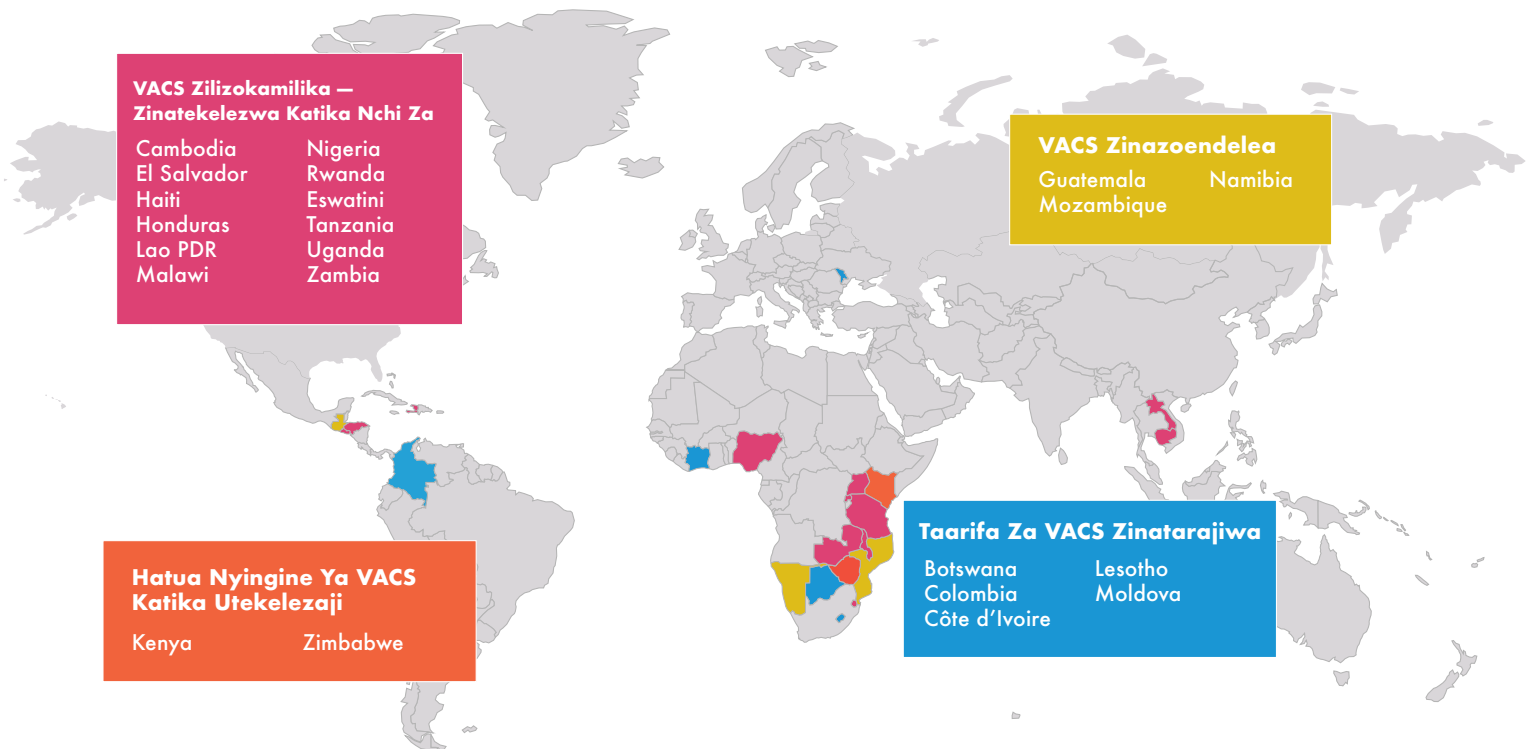 VACS Zilizokamilika —
Zinatekelezwa Katika Nchi Za
Cambodia Nigeria
El Salvador Rwanda
Haiti Eswatini
Honduras Tanzania
Lao PDR Uganda
Malawi Zambia
VACS Zinazoendelea
Guatemala Namibia
Mozambique
Hatua Nyingine Ya VACS
Katika Utekelezaji
Kenya Zimbabwe
Taarifa Za VACS Zinatarajiwa
Botswana Lesotho
Colombia Moldova
Côte d’Ivoire